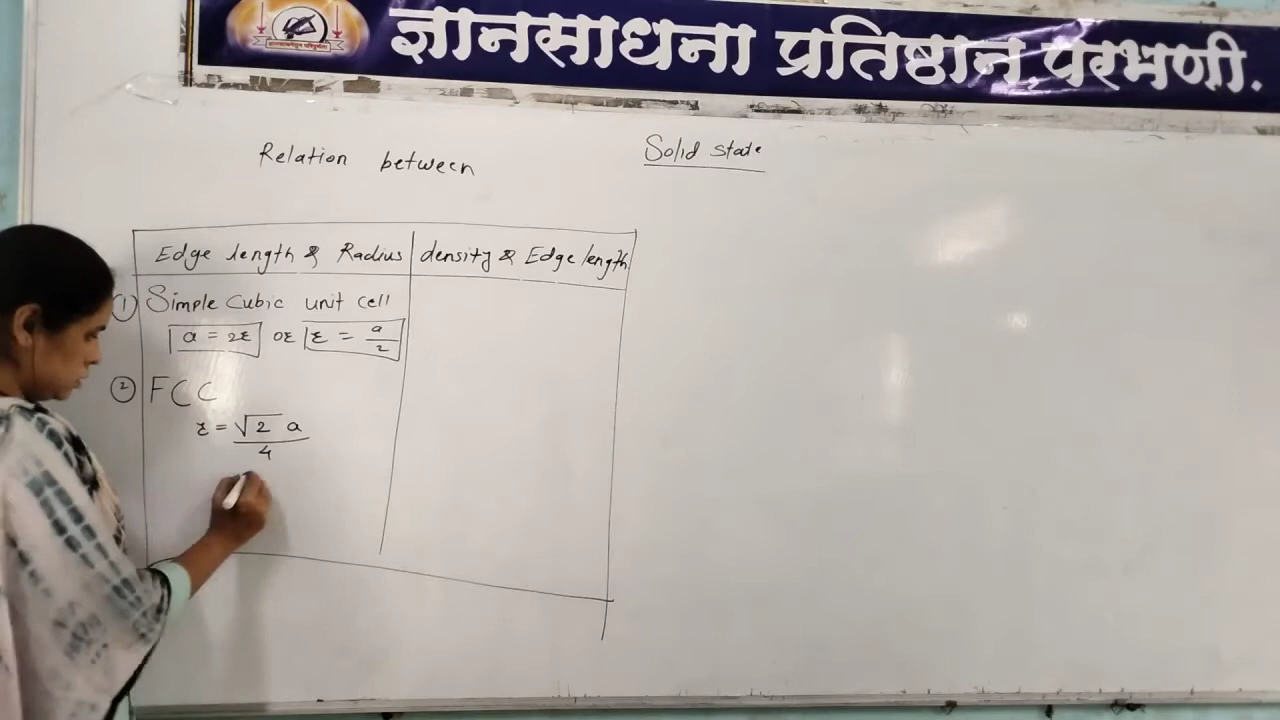 ज्ञानसाधना प्रतिष्ठान, परभणी.
Relation between
Solid state
Edge length & Radius
density & Edge length
① Simple Cubic unit cell
a = 2r or r = a/2
② FCC
r = √2 a/4